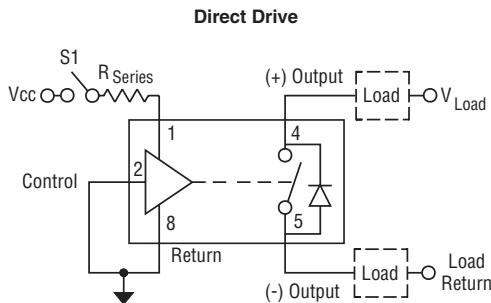 Direct Drive
S1
R Series
Vcc
(+) Output
Load
V Load
1
4
2
Control
8
5
Return
(-) Output
Load
Load
Return